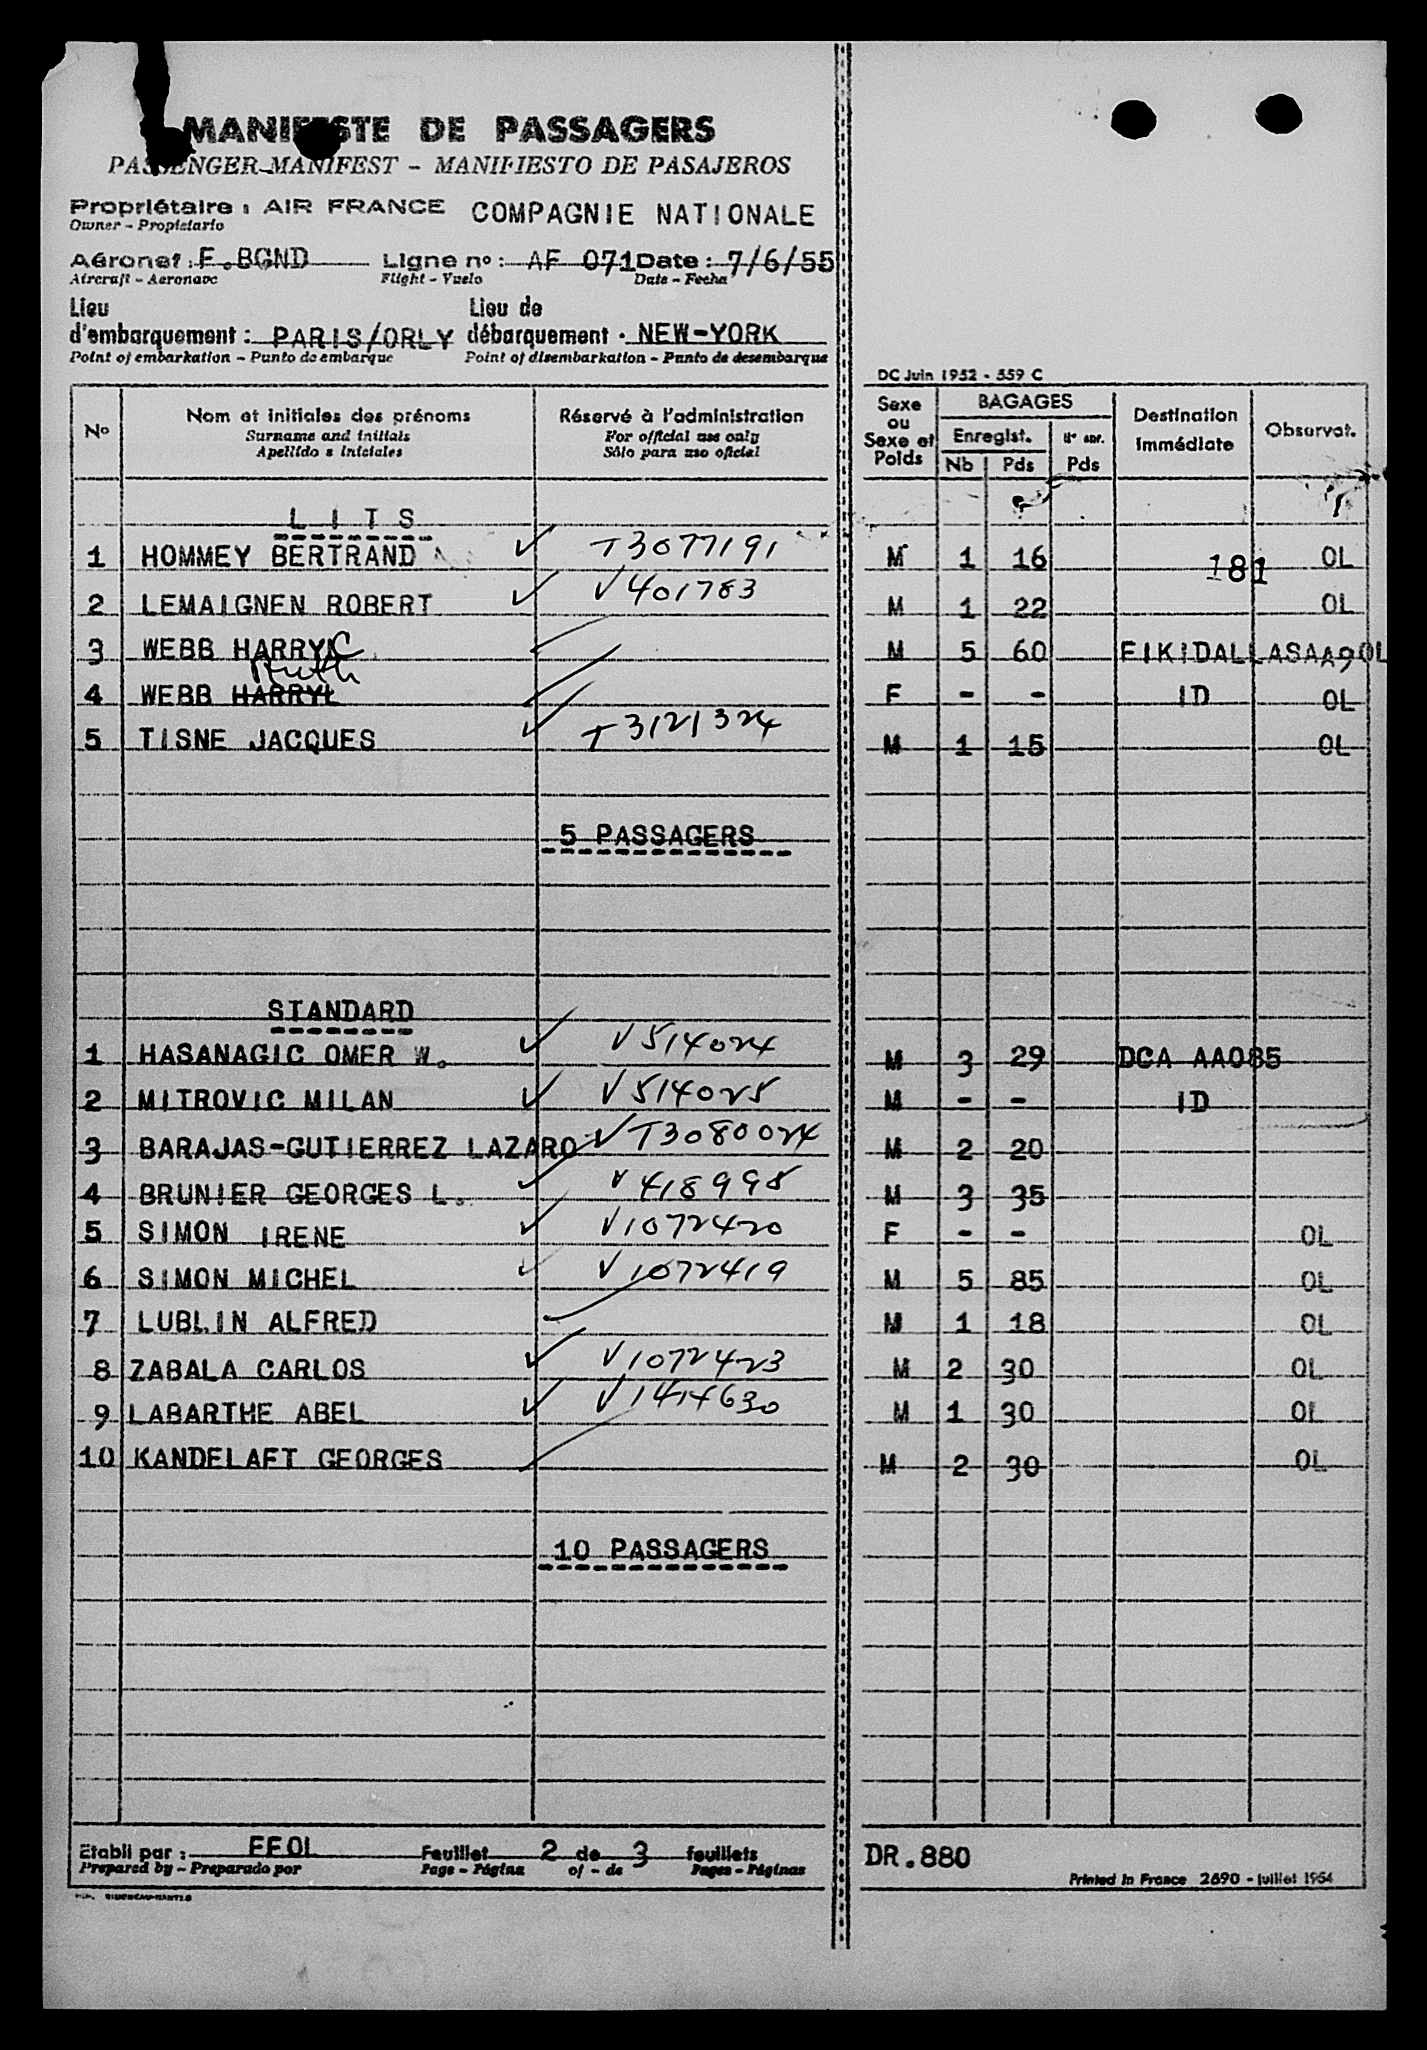 MANIFESTE DE PASSAGERS
PASSENGER MANIFEST - MANIFIESTO DE PASAJEROS
Propriétaire : AIR FRANCE COMPAGNIE NATIONALE
Owner - Propietario
Aéronef : F.BGND Ligne no : AF 071 Date : 7/6/55
Aircraft - Aeronave Flight - Vuelo Date - Fecha
Lieu d'embarquement : PARIS/ORLY Lieu de débarquement : NEW-YORK
Point of embarkation - Punto de embarque Point of disembarkation - Punto de desembarque
DC Juin 1952 - 559 C
No Nom et initiales des prénoms Réservé à l'administration Sexe ou Sexe et Poids BAGAGES Destination immédiate Observat.
Surname and initials For official use only Enregist.
Apellido e iniciales Sólo para uso oficial Nb Pds Pds
LITS
1 HOMMEY BERTRAND ✓ T3077191 M 1 16 181 OL
2 LEMAIGNEN ROBERT ✓ V401783 M 1 22 OL
3 WEBB HARRY C M 5 60 OL
Ruth
4 WEBB HARRYL F - - ID OL
5 TISNE JACQUES ✓ T3121324 M 1 15 OL
5 PASSAGERS
STANDARD
1 HASANAGIC OMER W. ✓ V514024 M 3 29 DCA AA085
2 MITROVIC MILAN ✓ V514025 M - - ID
3 BARAJAS-GUTIERREZ LAZARO ✓ T3080024 M 2 20
4 BRUNIER GEORGES L. ✓ V418998 M 3 35
5 SIMON IRENE ✓ V1072420 F - - OL
6 SIMON MICHEL ✓ V1072419 M 5 85 OL
7 LUBLIN ALFRED M 1 18 OL
8 ZABALA CARLOS ✓ V1072423 M 2 30 OL
9 LABARTHE ABEL ✓ V1414630 M 1 30 OL
10 KANDELAFT GEORGES M 2 30 OL
10 PASSAGERS
Etabli par : FFOL Feuillet 2 de 3 feuillets DR.880
Prepared by - Preparado por Page - Página of - de Pages - Páginas
Printed in France 2690 - juillet 1954